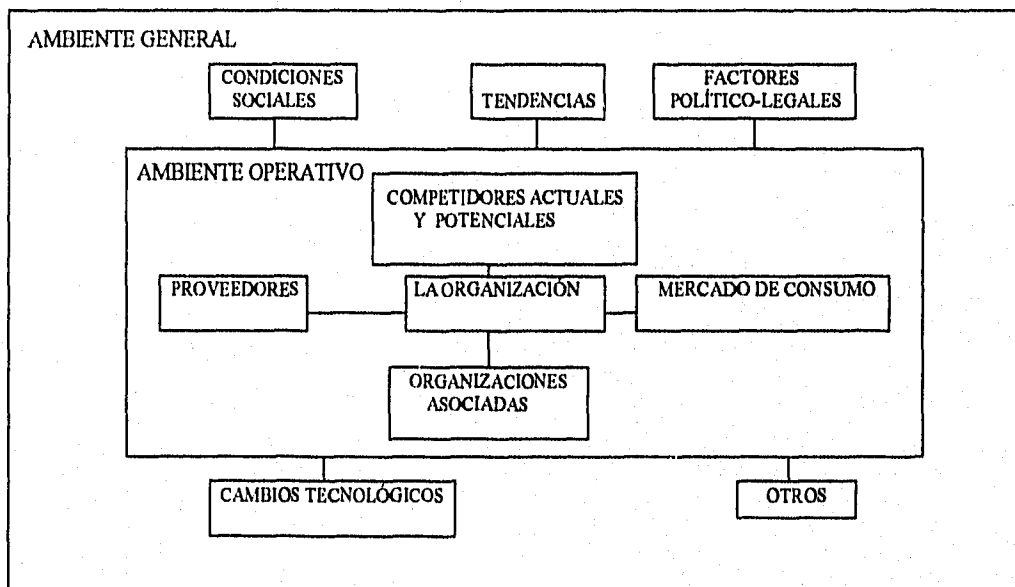 AMBIENTE GENERAL
CONDICIONES
SOCIALES
TENDENCIAS
FACTORES
POLÍTICO-LEGALES
AMBIENTE OPERATIVO
COMPETIDORES ACTUALES
Y POTENCIALES
PROVEEDORES
LA ORGANIZACIÓN
MERCADO DE CONSUMO
ORGANIZACIONES
ASOCIADAS
CAMBIOS TECNOLÓGICOS
OTROS